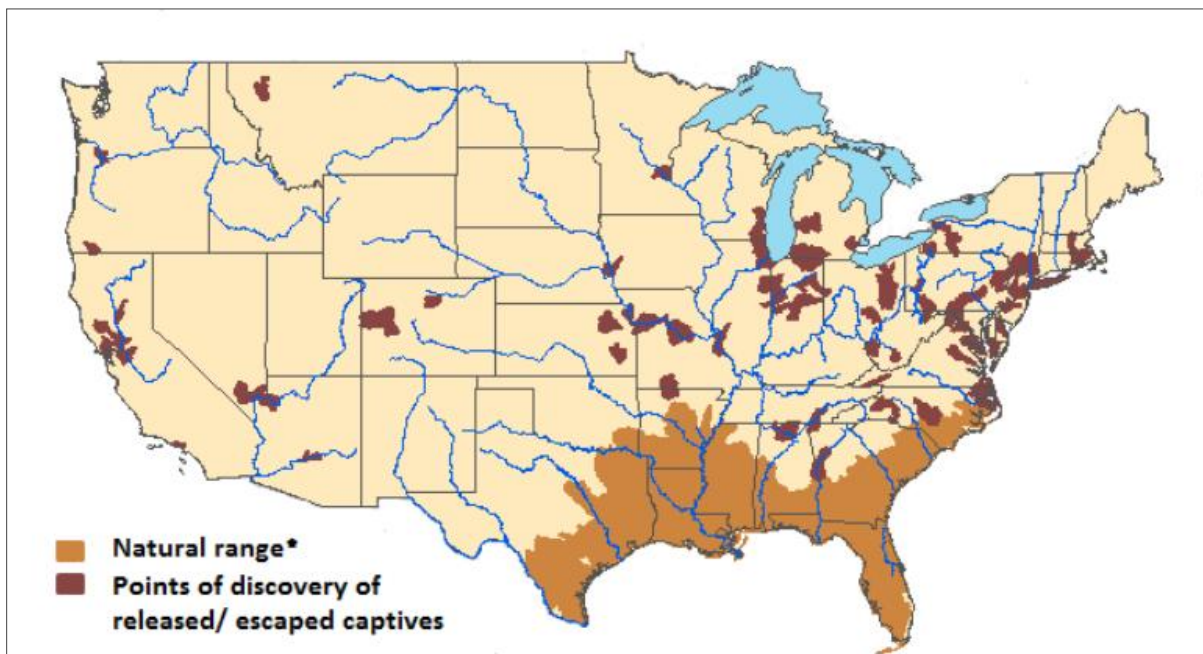 Natural range*
Points of discovery of
released/ escaped captives